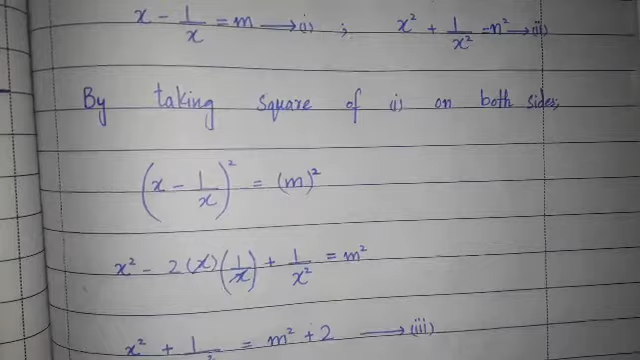 x - 1/x = m → (i) ; x² + 1/x² = n² → (ii)
By taking square of (i) on both sides,
(x - 1/x)² = (m)²
x² - 2(x)(1/x) + 1/x² = m²
x² + 1/x² = m² + 2 → (iii)